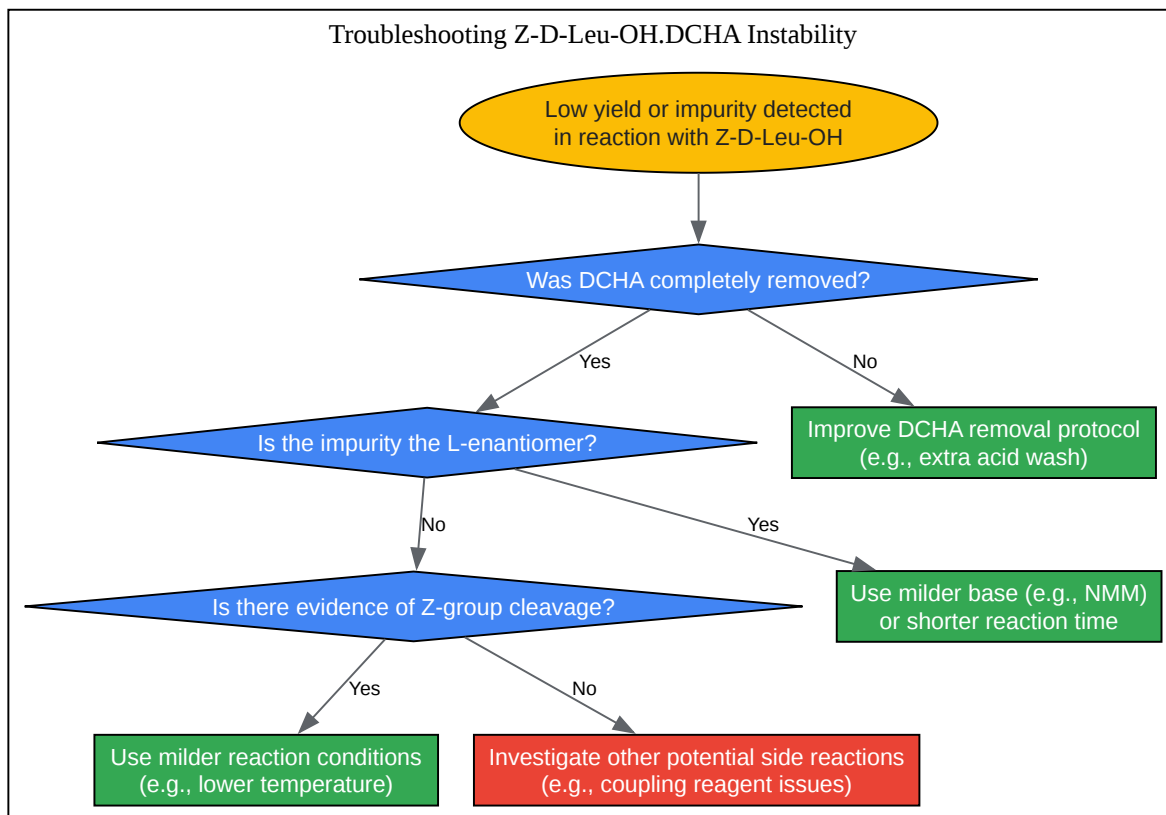 Troubleshooting Z-D-Leu-OH.DCHA Instability
Low yield or impurity detected
in reaction with Z-D-Leu-OH
Was DCHA completely removed?
Yes
No
Is the impurity the L-enantiomer?
Improve DCHA removal protocol
(e.g., extra acid wash)
No
Yes
Is there evidence of Z-group cleavage?
Use milder base (e.g., NMM)
or shorter reaction time
Yes
No
Use milder reaction conditions
(e.g., lower temperature)
Investigate other potential side reactions
(e.g., coupling reagent issues)